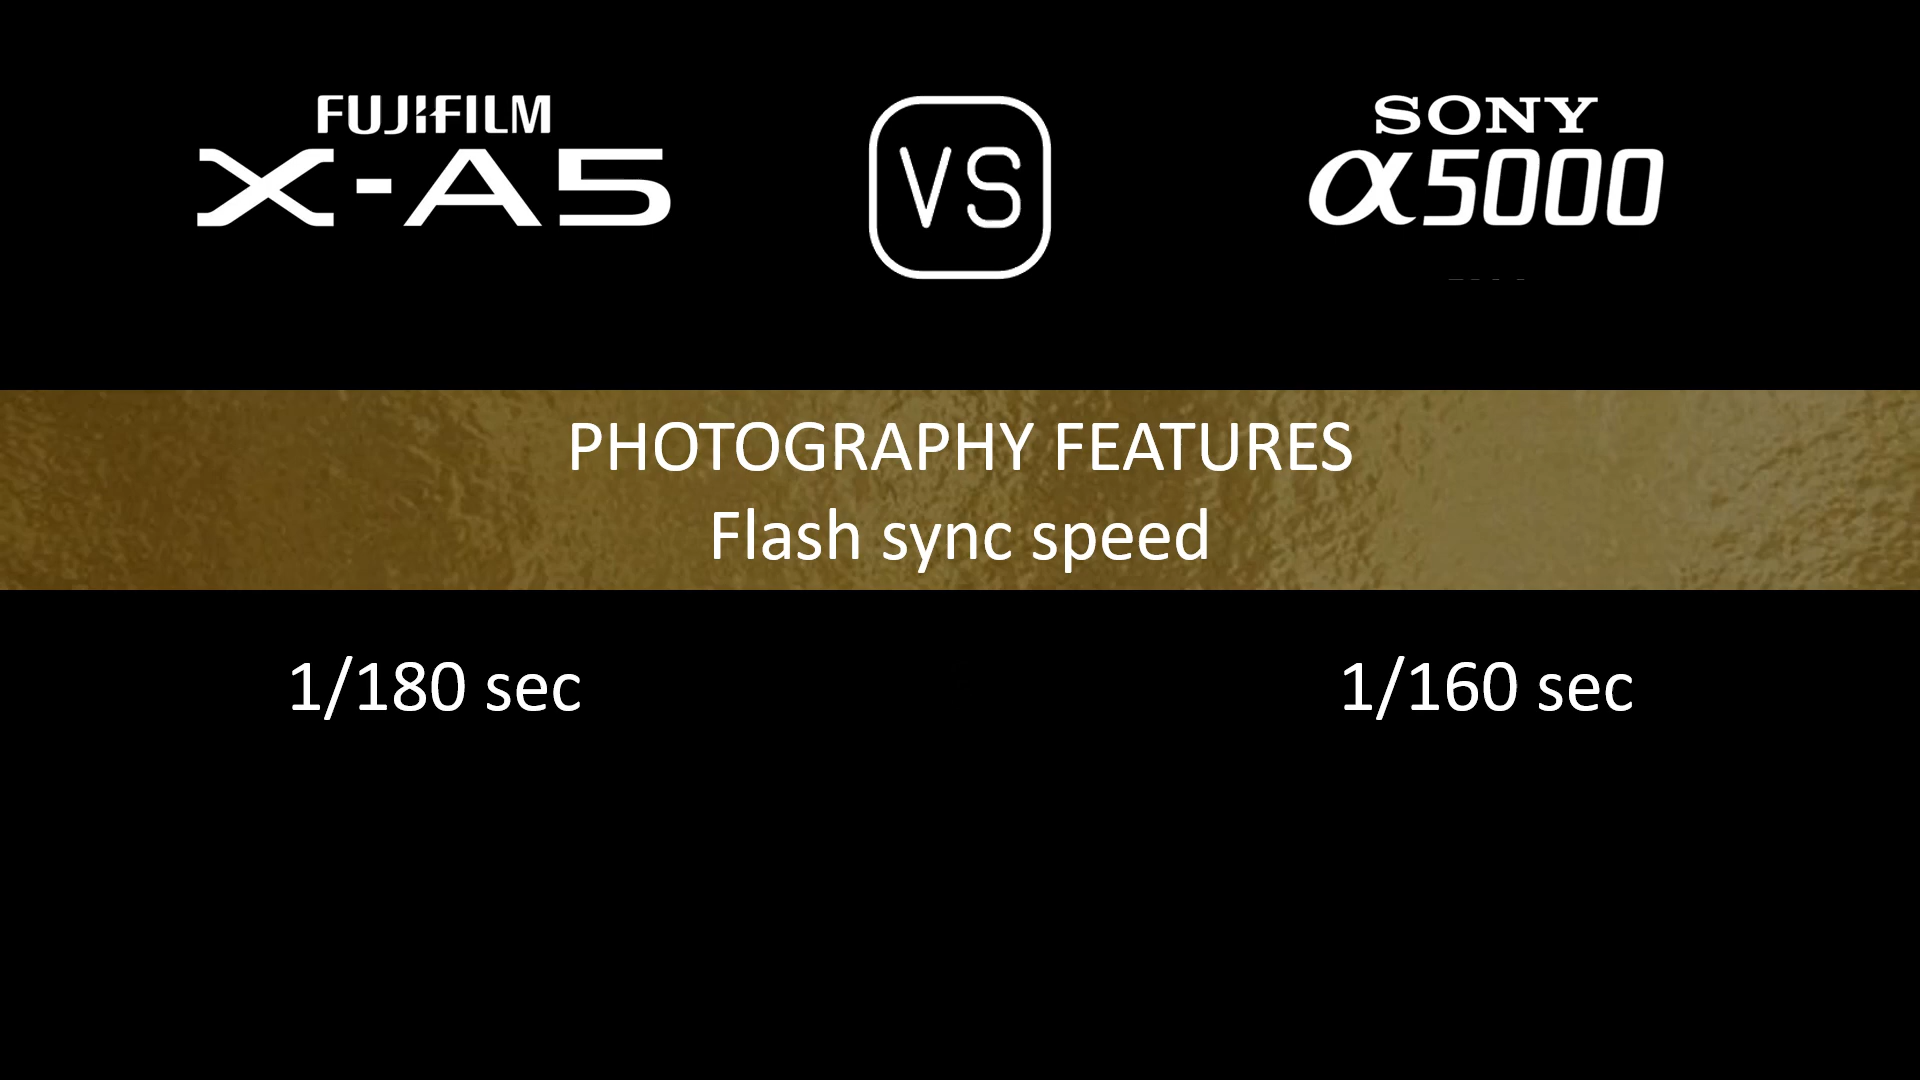 FUJIFILM
X-A5
VS
SONY
α5000
PHOTOGRAPHY FEATURES
Flash sync speed
1/180 sec
1/160 sec